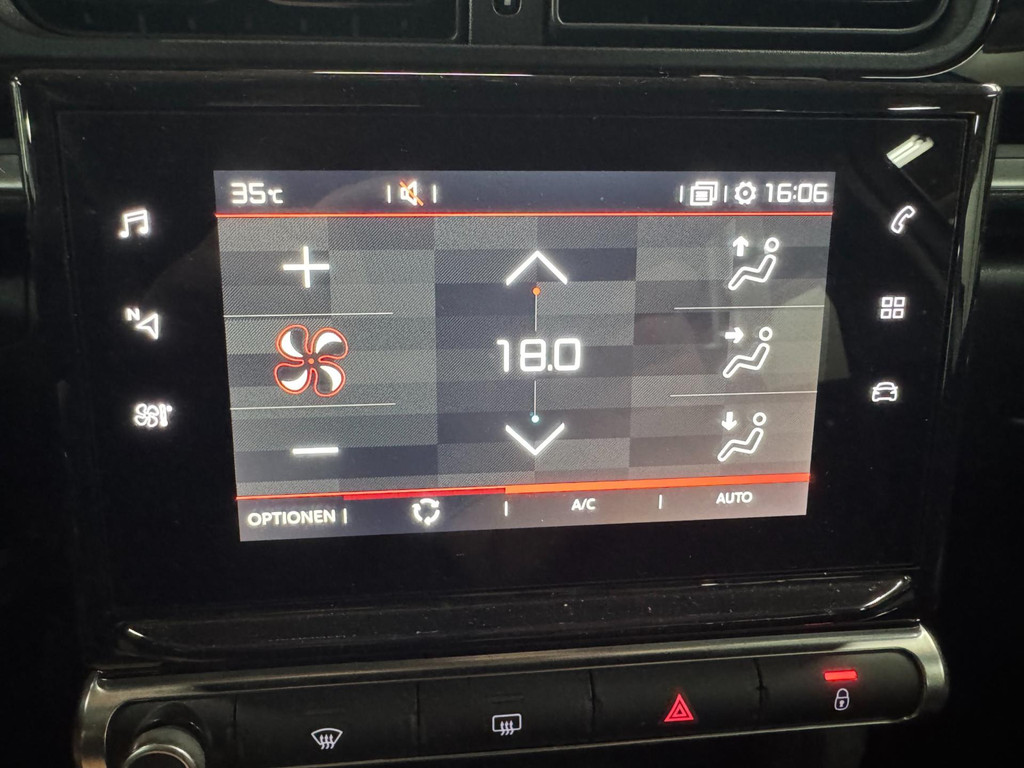 35°C
16:06
N
18.0
OPTIONEN
A/C
AUTO